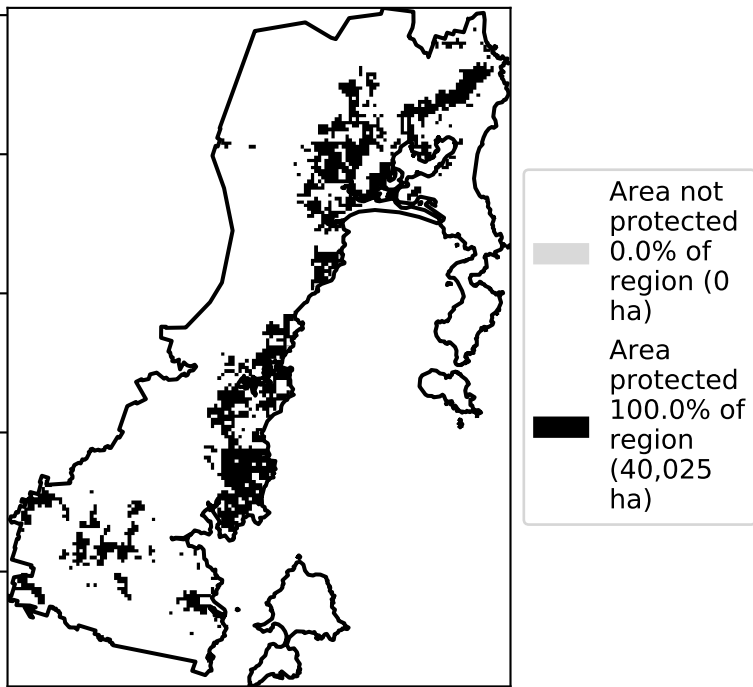 Area not
protected
0.0% of
region (0
ha)
Area
protected
100.0% of
region
(40,025
ha)